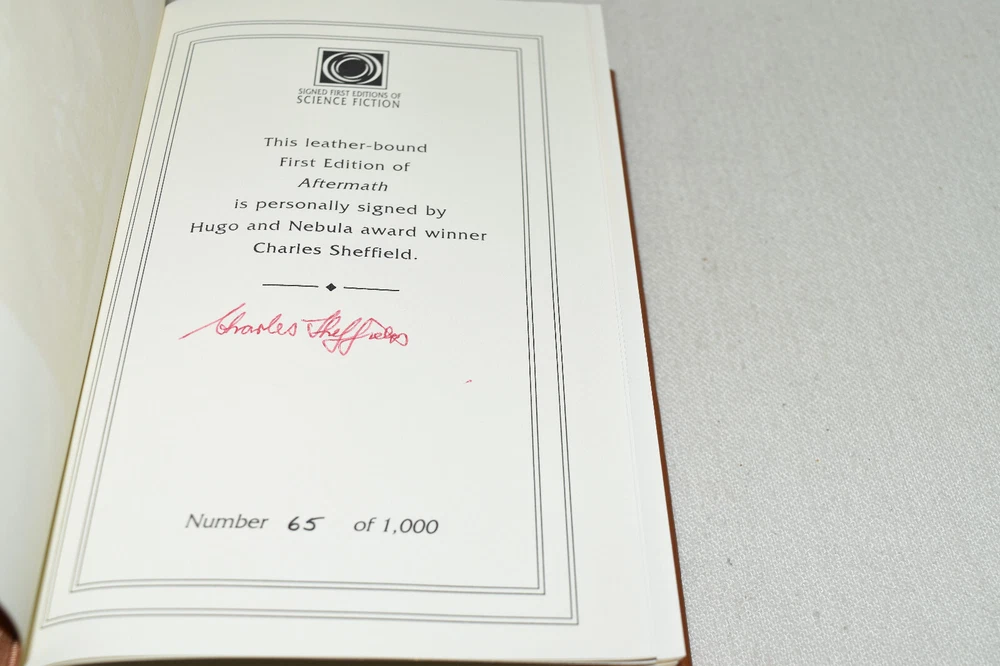 SIGNED FIRST EDITIONS OF
SCIENCE FICTION
This leather-bound
First Edition of
Aftermath
is personally signed by
Hugo and Nebula award winner
Charles Sheffield.
Charles Sheffield
Number 65 of 1,000